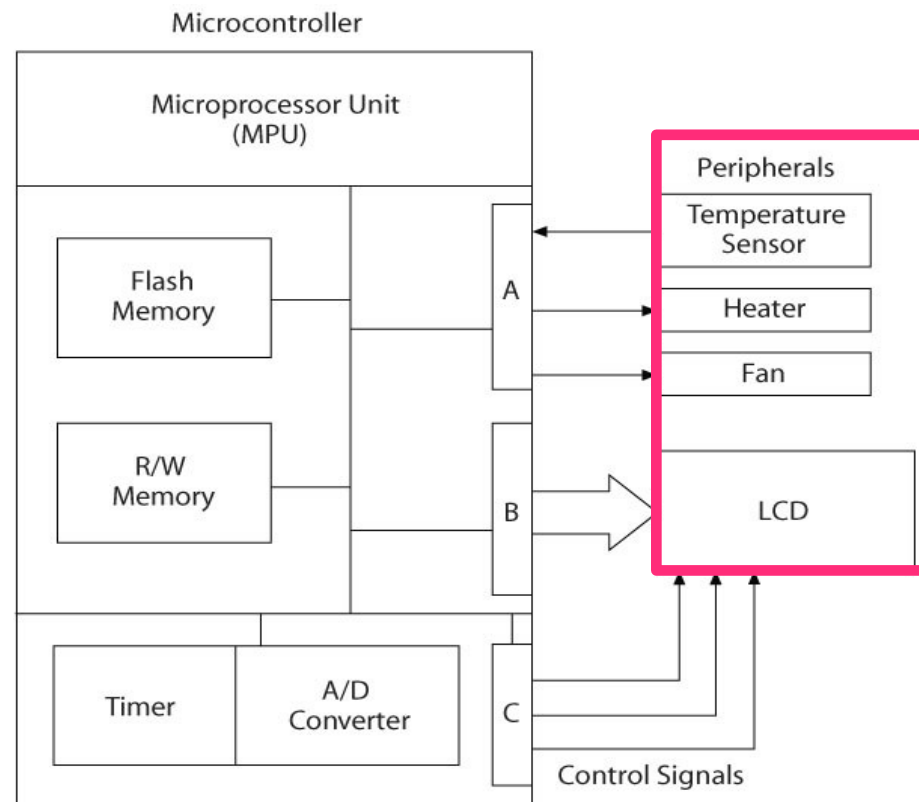 Microcontroller
Microprocessor Unit
(MPU)
Peripherals
Temperature
Sensor
Flash
Memory
A
Heater
Fan
R/W
Memory
B
LCD
Timer
A/D
Converter
C
Control Signals